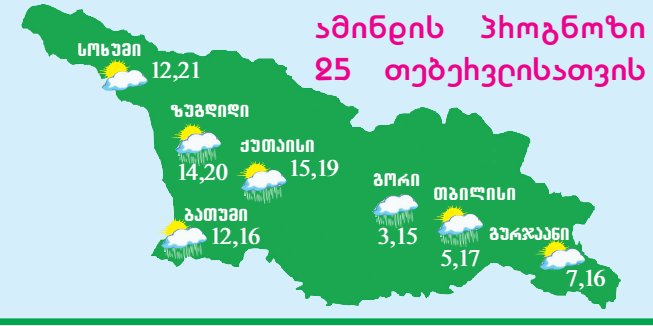 ამინდის პროგნოზი
25 თებერვლისათვის
სოხუმი
12,21
ზუგდიდი
14,20
ქუთაისი
15,19
ბათუმი
12,16
გორი
3,15
თბილისი
5,17
გურჯაანი
7,16